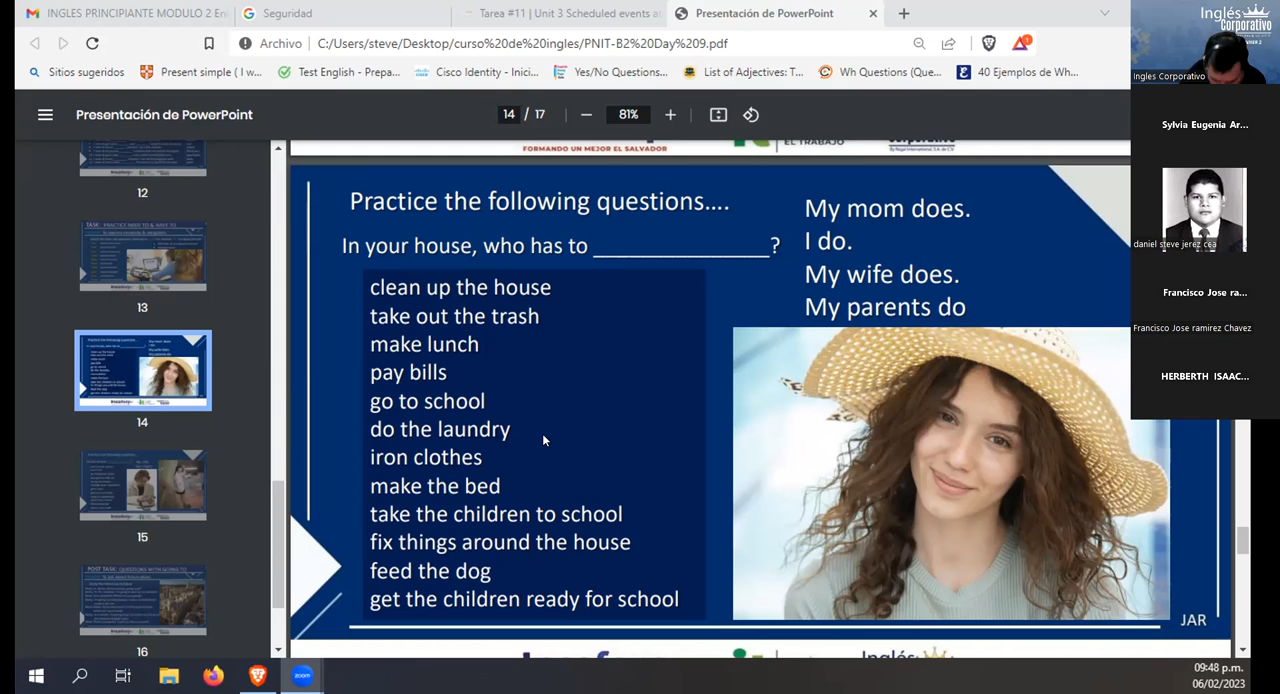 INGLES PRINCIPIANTE MODULO 2 En
Seguridad
Tarea #11 | Unit 3 Scheduled events a
Presentación de PowerPoint
Archivo
C:/Users/steve/Desktop/curso%20de%20ingles/PNIT-B2%20Day%209.pdf
1
Sitios sugeridos
Present simple ( I w...
Test English - Prepa...
Cisco Identity - Inici...
Yes/No Questions...
List of Adjectives: T...
Wh Questions (Que...
40 Ejemplos de Wh...
Presentación de PowerPoint
14 / 17
81%
12
13
14
15
16
FORMANDO UN MEJOR EL SALVADOR
EL TRABAJO
Practice the following questions....
In your house, who has to ________________?
clean up the house
take out the trash
make lunch
pay bills
go to school
do the laundry
iron clothes
make the bed
take the children to school
fix things around the house
feed the dog
get the children ready for school
My mom does.
I do.
My wife does.
My parents do
JAR
Inglés
Corporativo
Ingles Corporativo
Sylvia Eugenia Ar...
daniel steve jerez cea
Francisco Jose ra...
Francisco Jose ramirez Chavez
HERBERTH ISAAC...
zoom
09:48 p.m.
06/02/2023